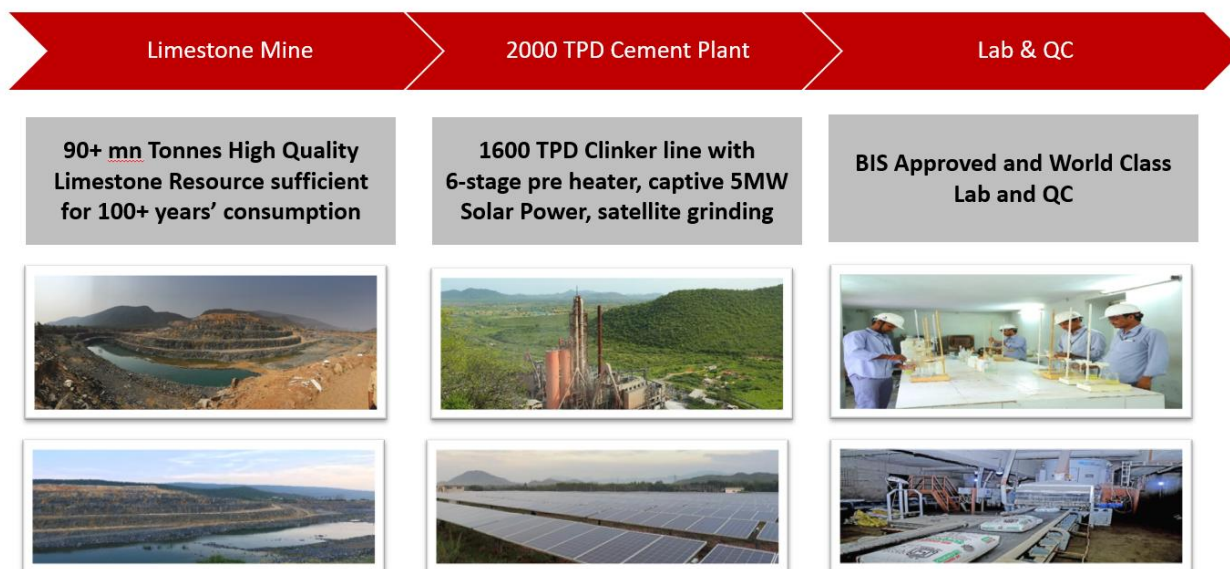 Limestone Mine
2000 TPD Cement Plant
Lab & QC
90+ mn Tonnes High Quality
Limestone Resource sufficient
for 100+ years’ consumption
1600 TPD Clinker line with
6-stage pre heater, captive 5MW
Solar Power, satellite grinding
BIS Approved and World Class
Lab and QC